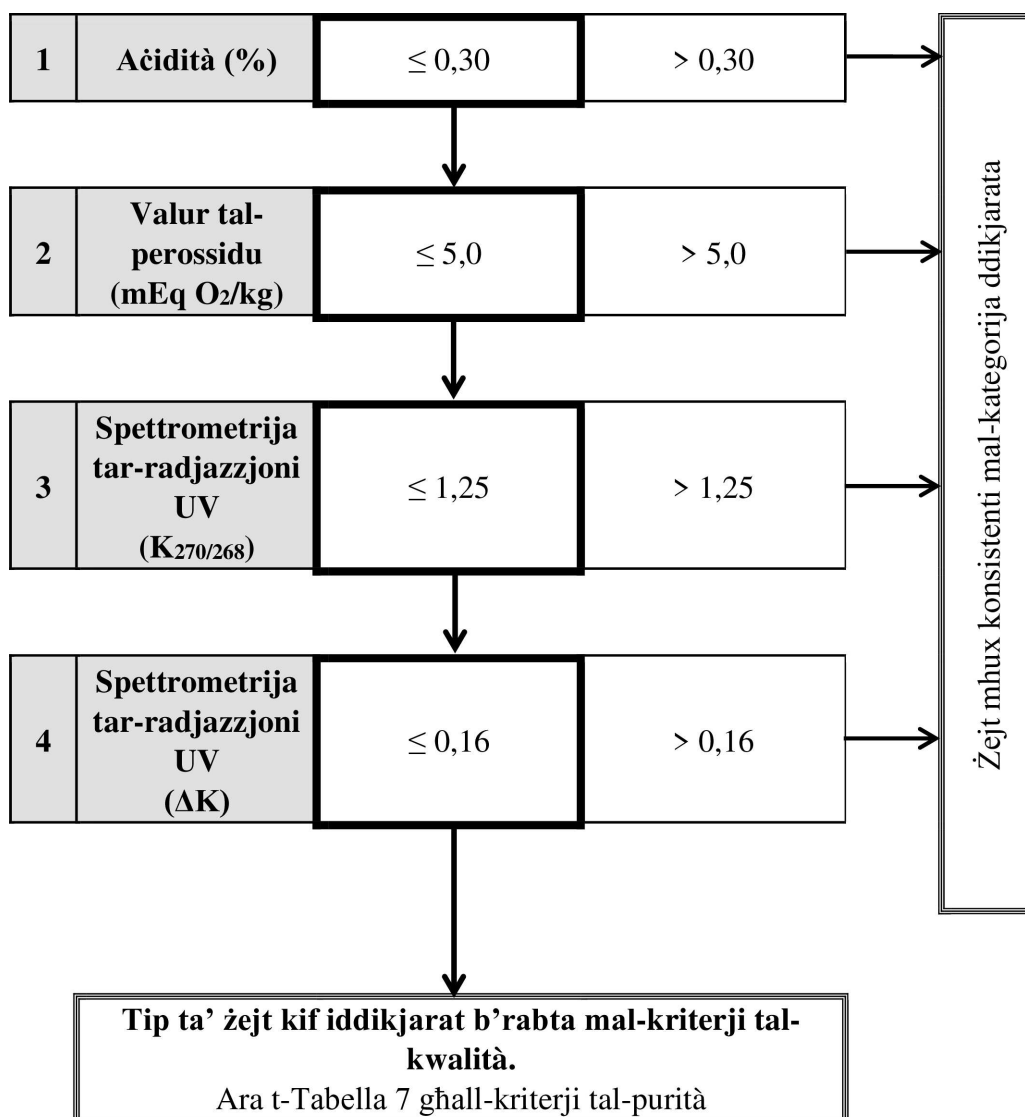 1 Aċidità (%) ≤ 0,30 > 0,30
2 Valur tal-
perossidu
(mEq O₂/kg) ≤ 5,0 > 5,0
3 Spettrometrija
tar-radjazzjoni
UV
(K₂₇₀/₂₆₈) ≤ 1,25 > 1,25
4 Spettrometrija
tar-radjazzjoni
UV
(ΔK) ≤ 0,16 > 0,16
Żejt mhux konsistenti mal-kategorija ddikjarata
Tip ta’ żejt kif iddikjarat b’rabta mal-kriterji tal-
kwalità.
Ara t-Tabella 7 għall-kriterji tal-purità